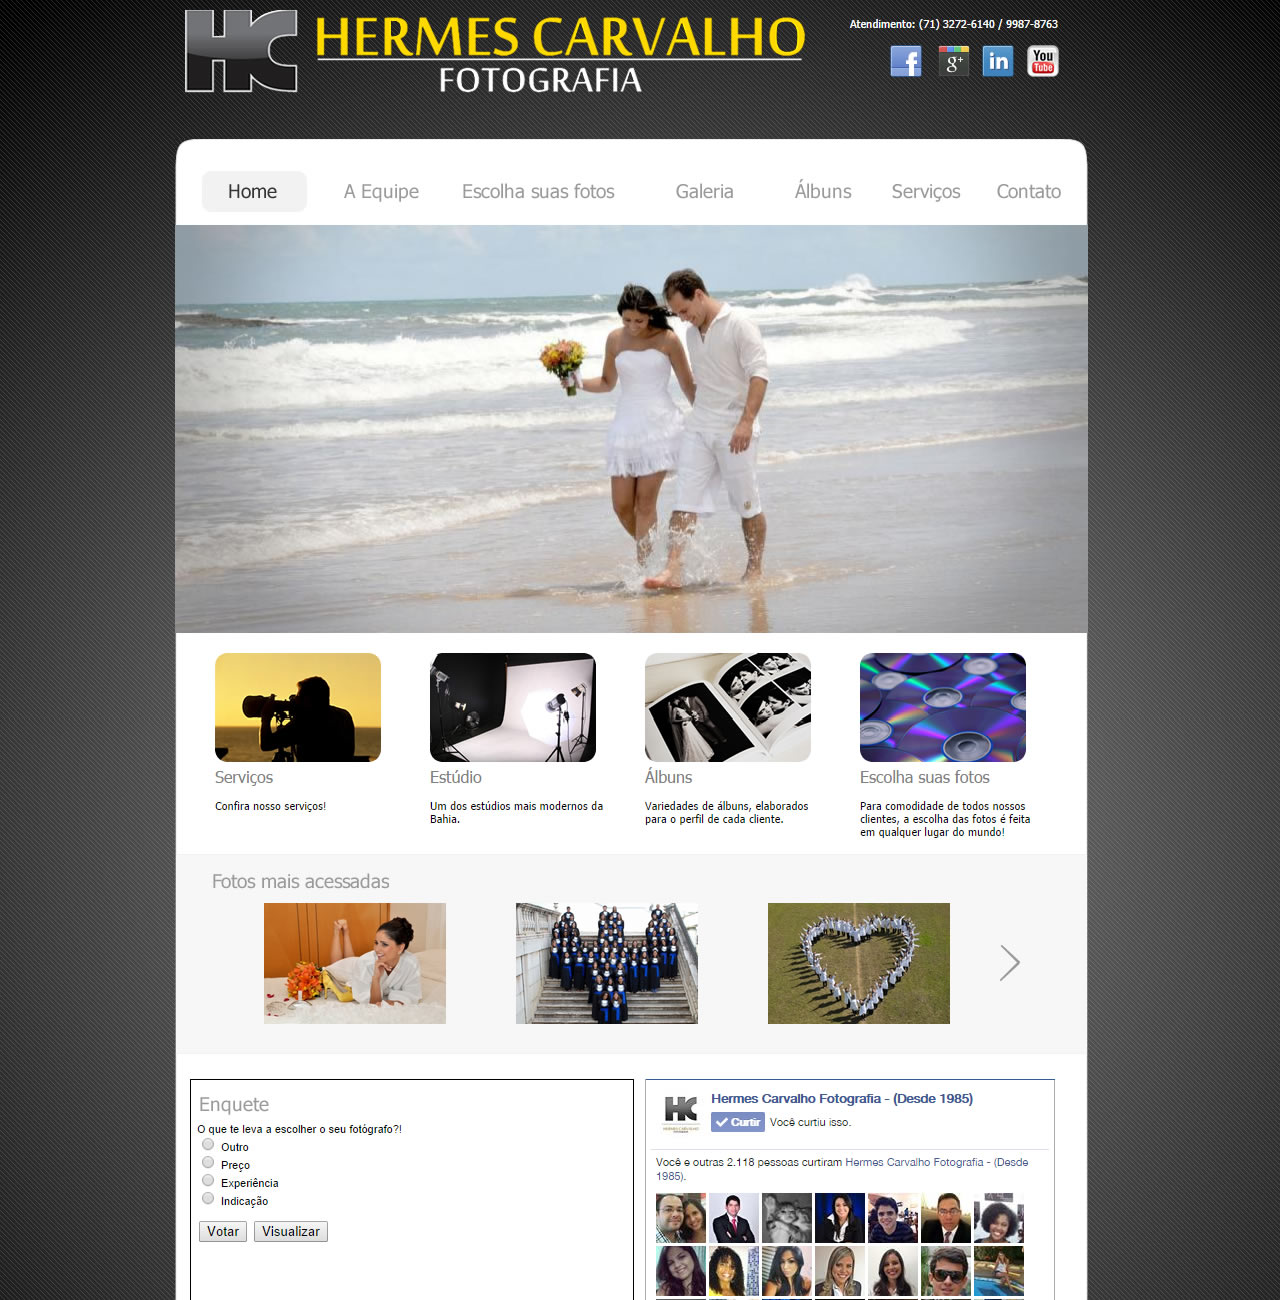 HC
HERMES CARVALHO
FOTOGRAFIA
Atendimento: (71) 3272-6140 / 9987-8763
f g+ in You Tube
Home A Equipe Escolha suas fotos Galeria Álbuns Serviços Contato
Serviços
Confira nosso serviços!
Estúdio
Um dos estúdios mais modernos da
Bahia.
Álbuns
Variedades de álbuns, elaborados
para o perfil de cada cliente.
Escolha suas fotos
Para comodidade de todos nossos
clientes, a escolha das fotos é feita
em qualquer lugar do mundo!
Fotos mais acessadas
Enquete
O que te leva a escolher o seu fotógrafo?!
Outro
Preço
Experiência
Indicação
Votar Visualizar
HC
HERMES CARVALHO
Hermes Carvalho Fotografia - (Desde 1985)
Curtir Você curtiu isso.
Você e outras 2.118 pessoas curtiram Hermes Carvalho Fotografia - (Desde
1985).